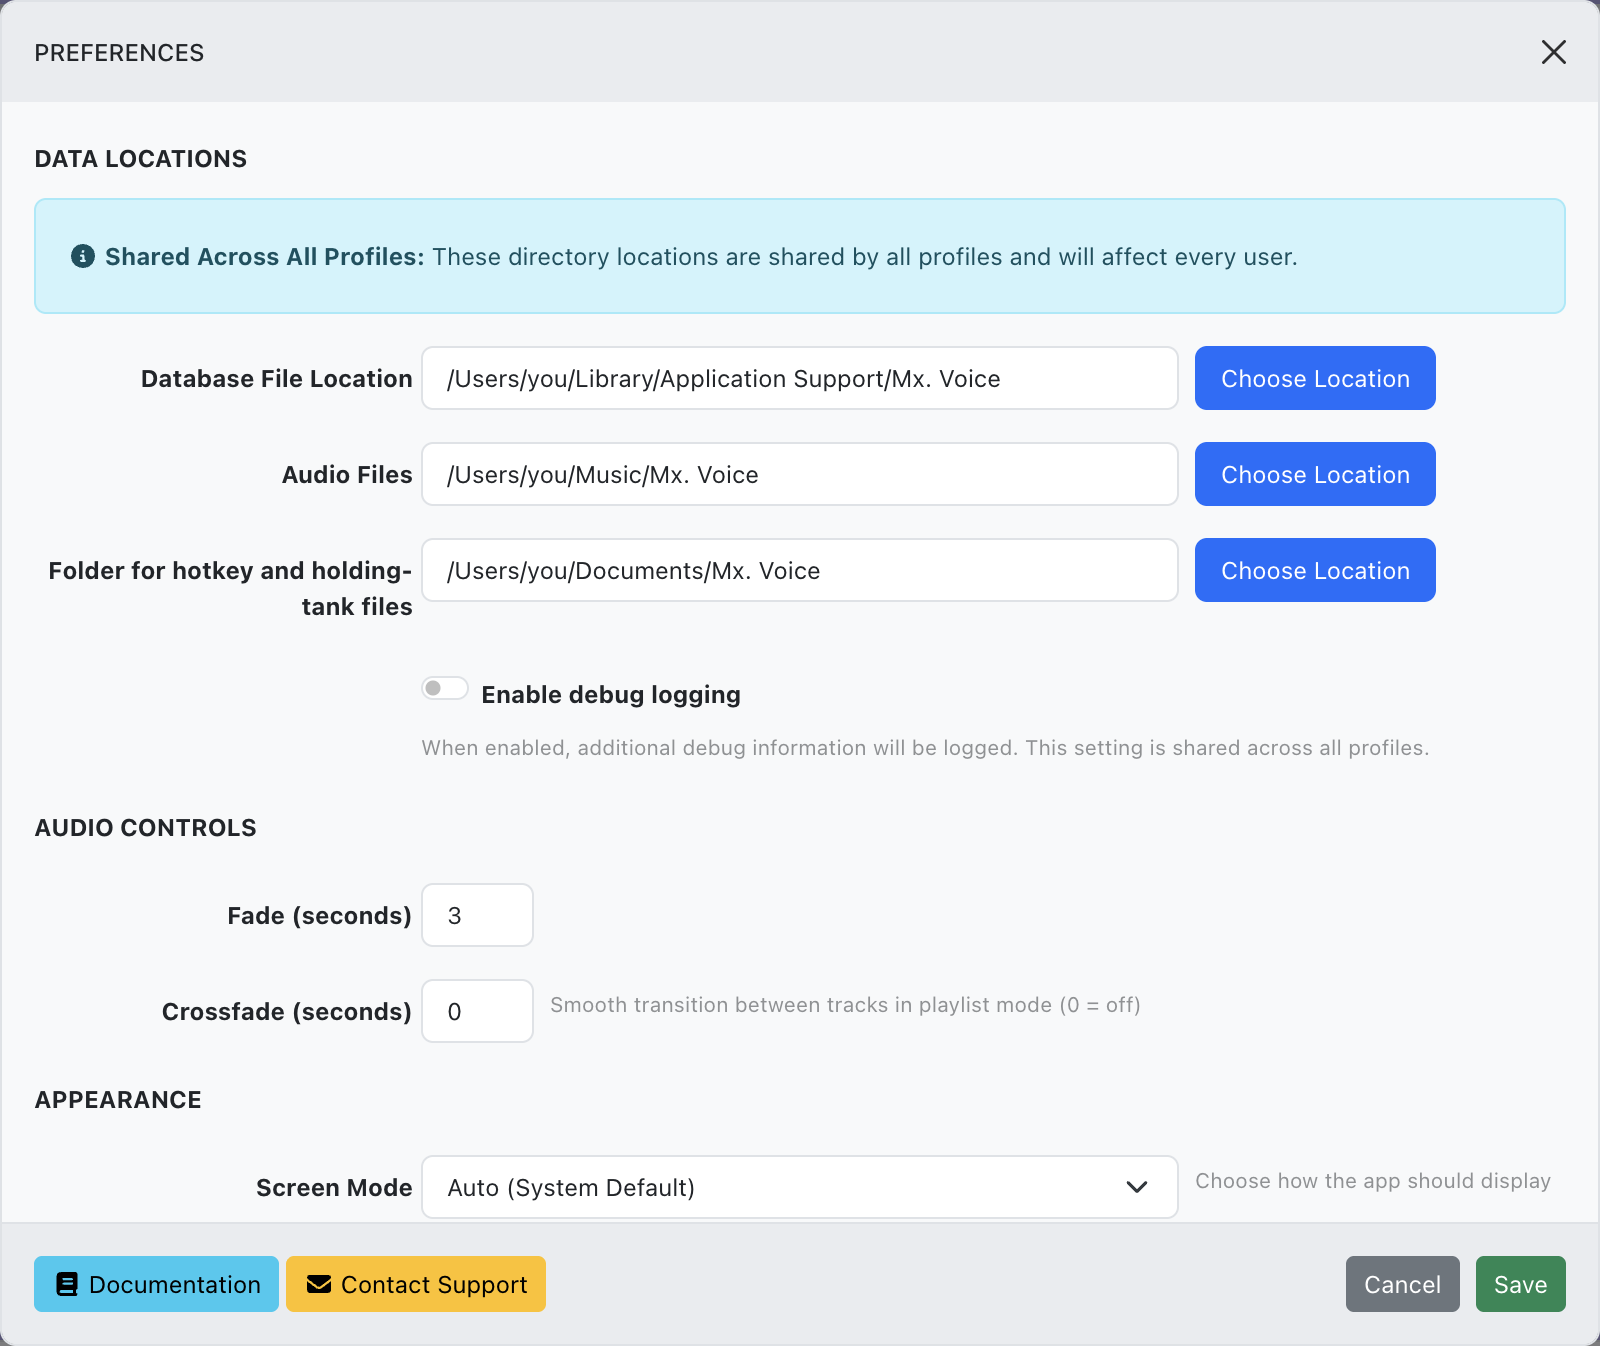 PREFERENCES
DATA LOCATIONS
Shared Across All Profiles: These directory locations are shared by all profiles and will affect every user.
Database File Location /Users/you/Library/Application Support/Mx. Voice Choose Location
Audio Files /Users/you/Music/Mx. Voice Choose Location
Folder for hotkey and holding- /Users/you/Documents/Mx. Voice Choose Location
tank files
Enable debug logging
When enabled, additional debug information will be logged. This setting is shared across all profiles.
AUDIO CONTROLS
Fade (seconds) 3
Crossfade (seconds) 0 Smooth transition between tracks in playlist mode (0 = off)
APPEARANCE
Screen Mode Auto (System Default) Choose how the app should display
Documentation Contact Support Cancel Save